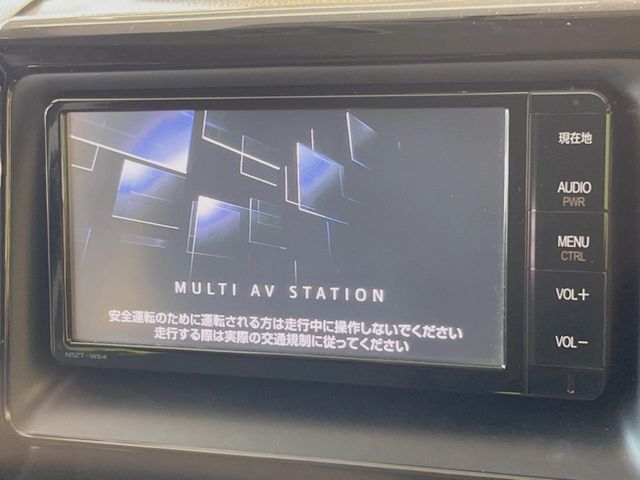 MULTI AV STATION
安全運転のために運転される方は走行中に操作しないでください
走行する際は実際の交通規制に従ってください
NSZT-W64
現在地
AUDIO
PWR
MENU
CTRL
VOL+
VOL-